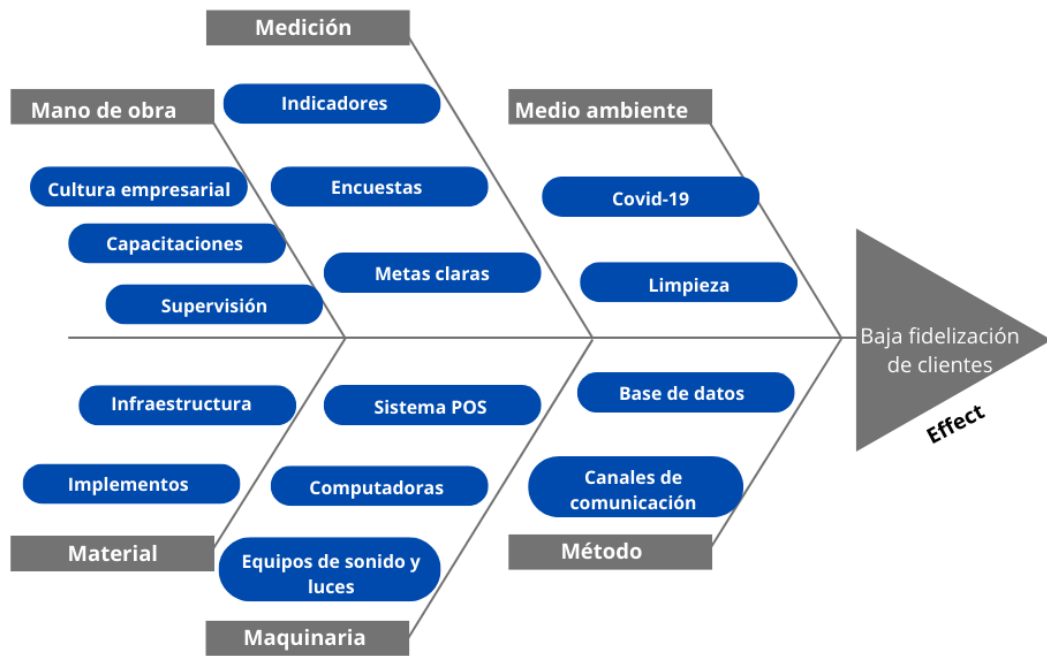 Medición
Mano de obra
Indicadores
Medio ambiente
Cultura empresarial
Encuestas
Covid-19
Capacitaciones
Metas claras
Limpieza
Supervisión
Baja fidelización
de clientes
Effect
Infraestructura
Sistema POS
Base de datos
Implementos
Computadoras
Canales de
comunicación
Material
Equipos de sonido y
luces
Método
Maquinaria